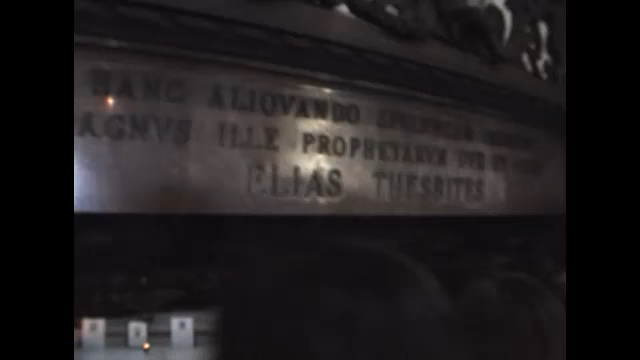 HANC ALIQVANDO
AGNVS ILLE PROPHETARVM
ELIAS THESBITES